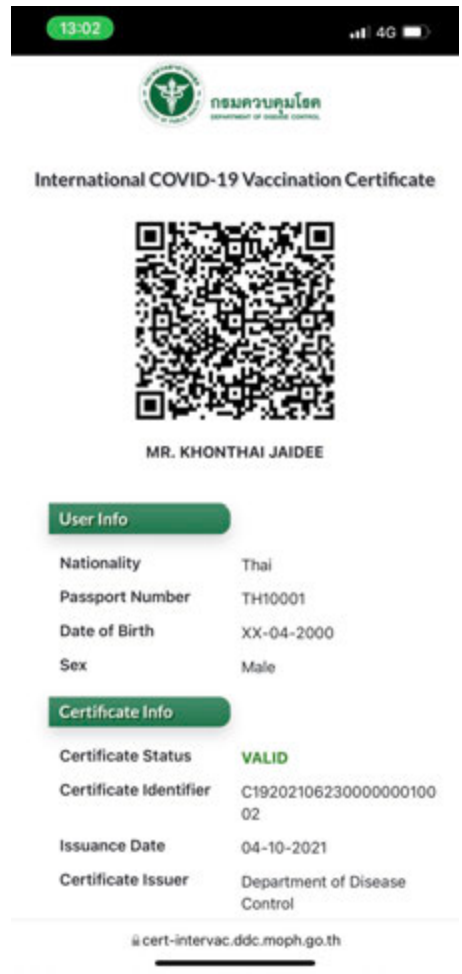 13:02
4G
กรมควบคุมโรค
DEPARTMENT OF DISEASE CONTROL
International COVID-19 Vaccination Certificate
MR. KHONTHAI JAIDEE
User Info
Nationality Thai
Passport Number TH10001
Date of Birth XX-04-2000
Sex Male
Certificate Info
Certificate Status VALID
Certificate Identifier C19202106230000000100
02
Issuance Date 04-10-2021
Certificate Issuer Department of Disease
Control
cert-intervac.ddc.moph.go.th